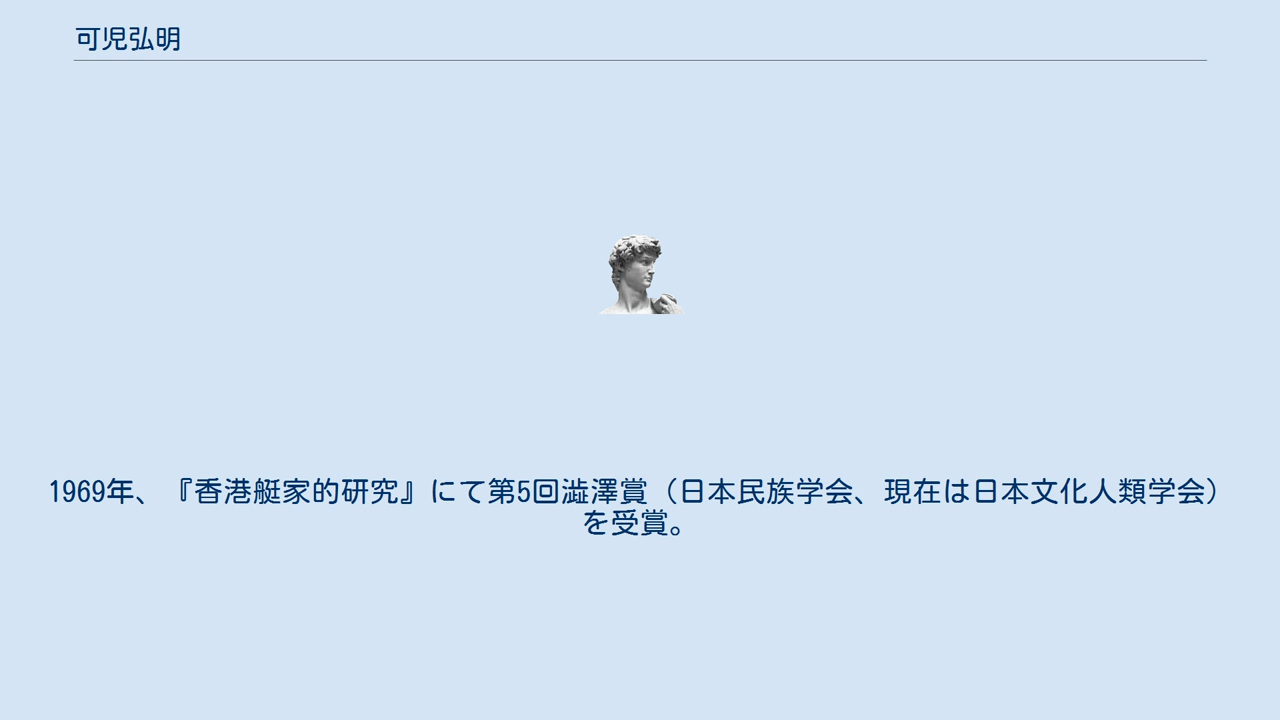 可児弘明
1969年、『香港艇家的研究』にて第5回澁澤賞（日本民族学会、現在は日本文化人類学会）
を受賞。